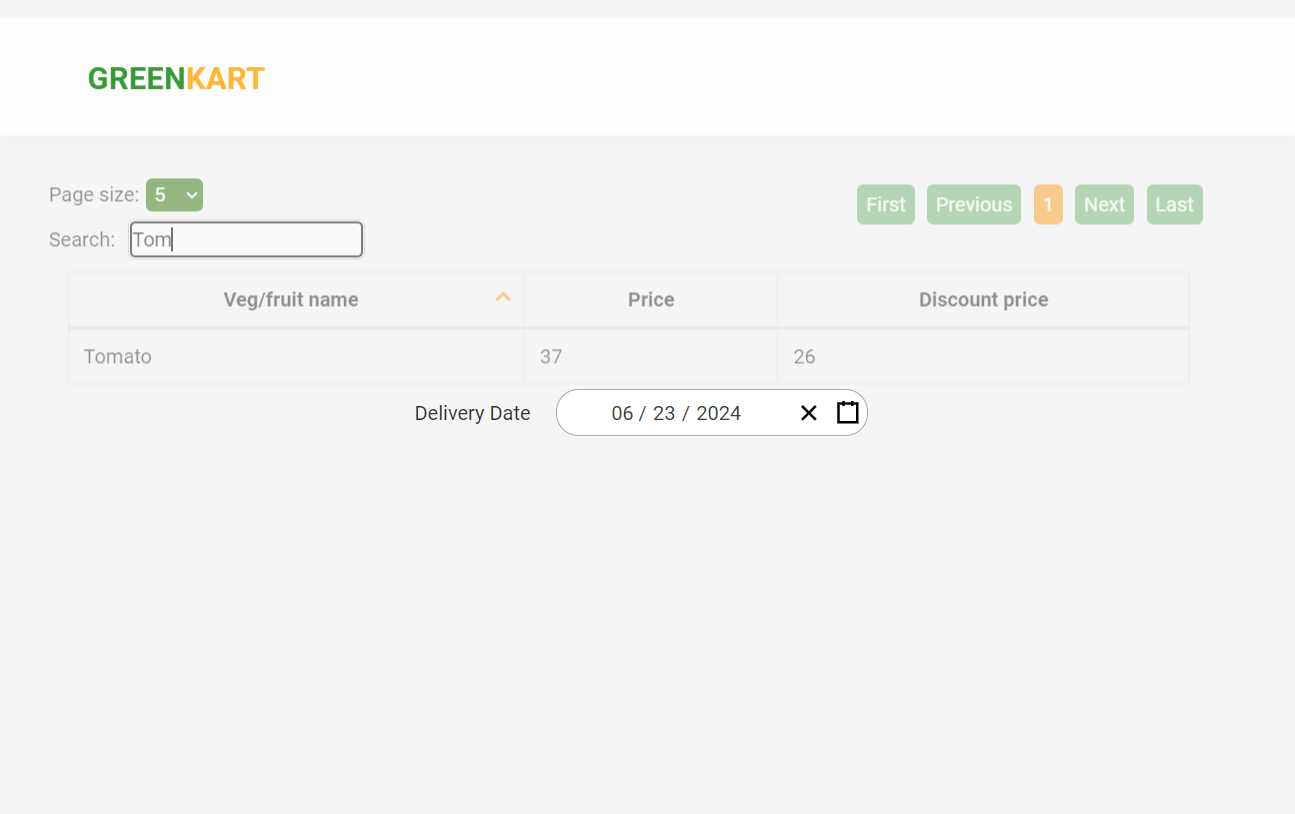 GREENKART
Page size: 5
First Previous 1 Next Last
Search: Tom
Veg/fruit name Price Discount price
Tomato 37 26
Delivery Date 06 / 23 / 2024